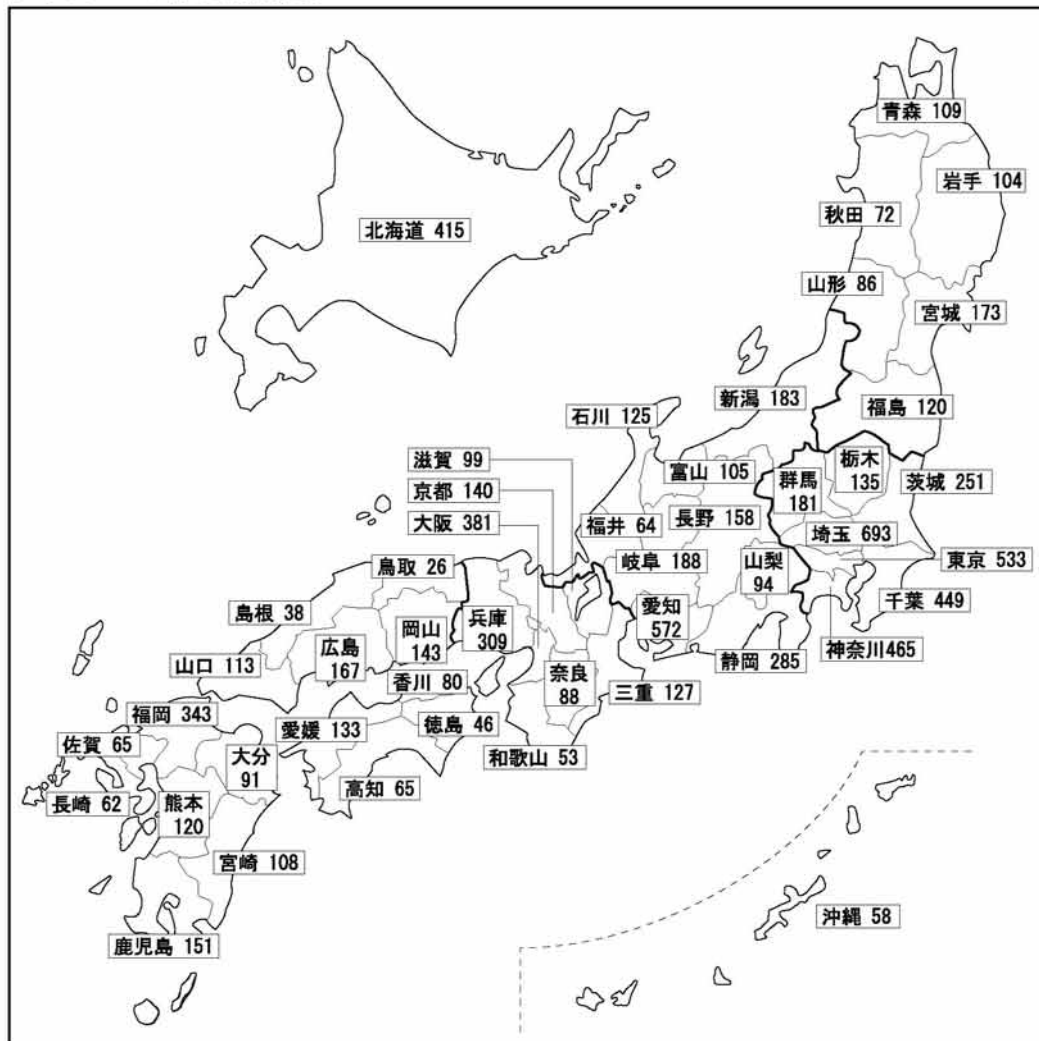 青森 109
岩手 104
秋田 72
北海道 415
山形 86
宮城 173
新潟 183
石川 125
福島 120
滋賀 99
富山 105
群馬
181
栃木
135
茨城 251
京都 140
大阪 381
福井 64
長野 158
埼玉 693
岐阜 188
山梨
94
東京 533
鳥取 26
千葉 449
島根 38
兵庫
309
愛知
572
岡山
143
広島
167
神奈川465
静岡 285
山口 113
香川 80
奈良
88
三重 127
福岡 343
愛媛 133
徳島 46
佐賀 65
大分
91
和歌山 53
高知 65
長崎 62
熊本
120
宮崎 108
沖縄 58
鹿児島 151